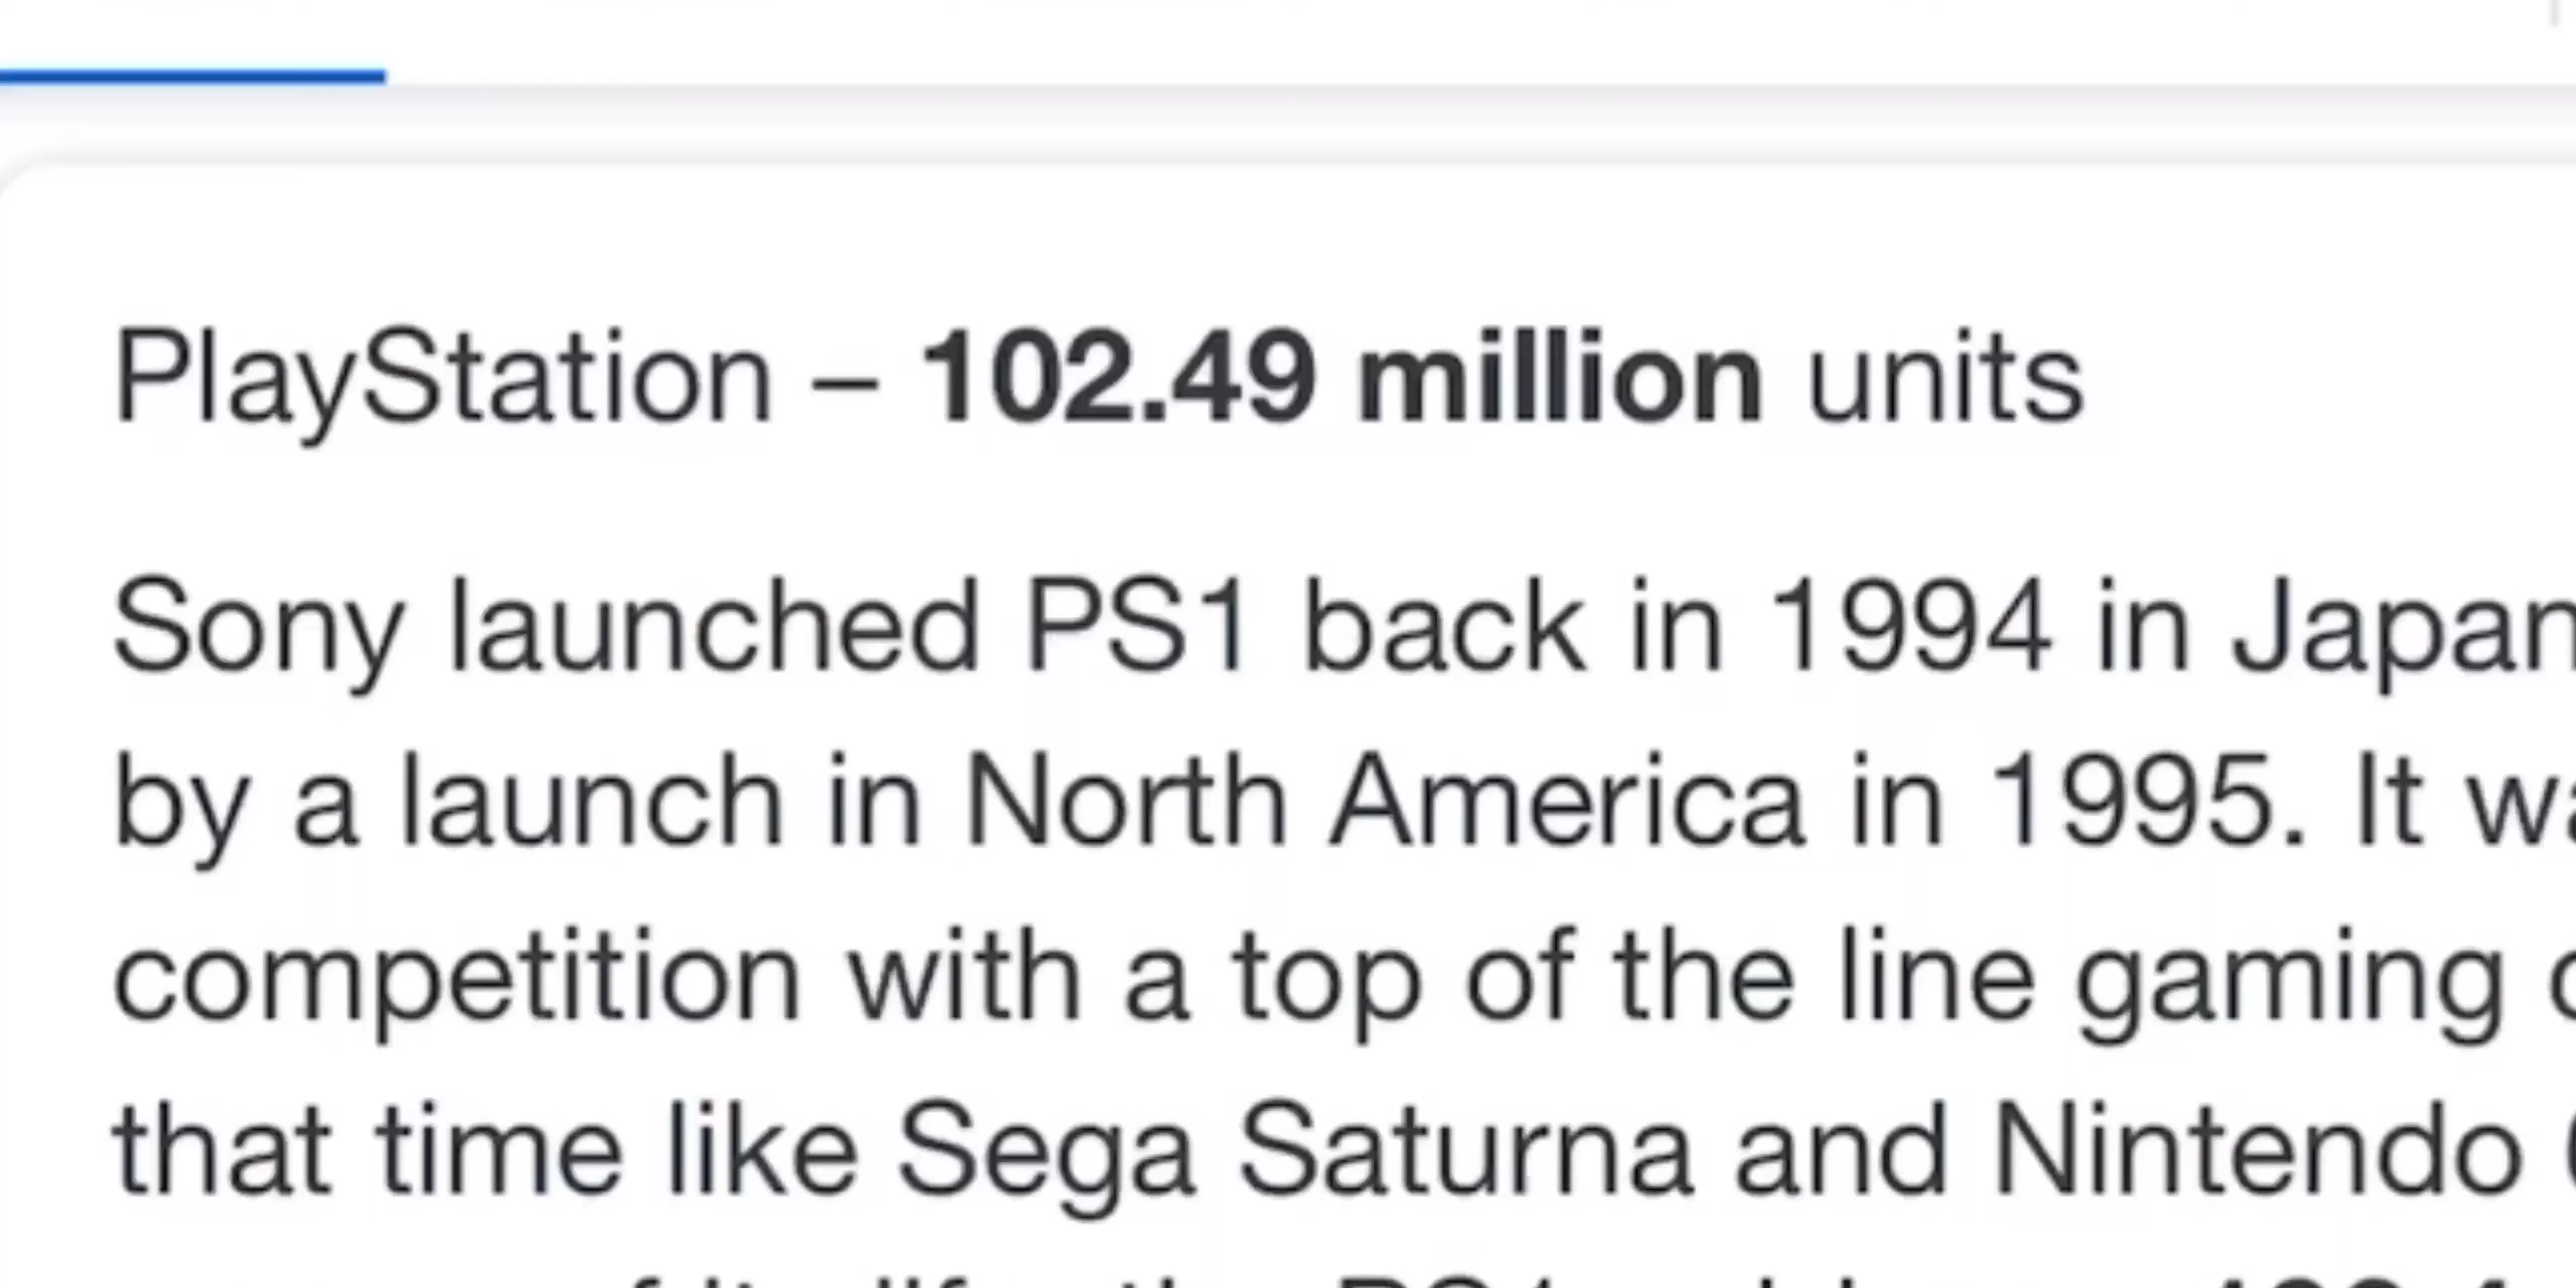 PlayStation – 102.49 million units
Sony launched PS1 back in 1994 in Japan
by a launch in North America in 1995. It
competition with a top of the line gaming
that time like Sega Saturna and Nintendo